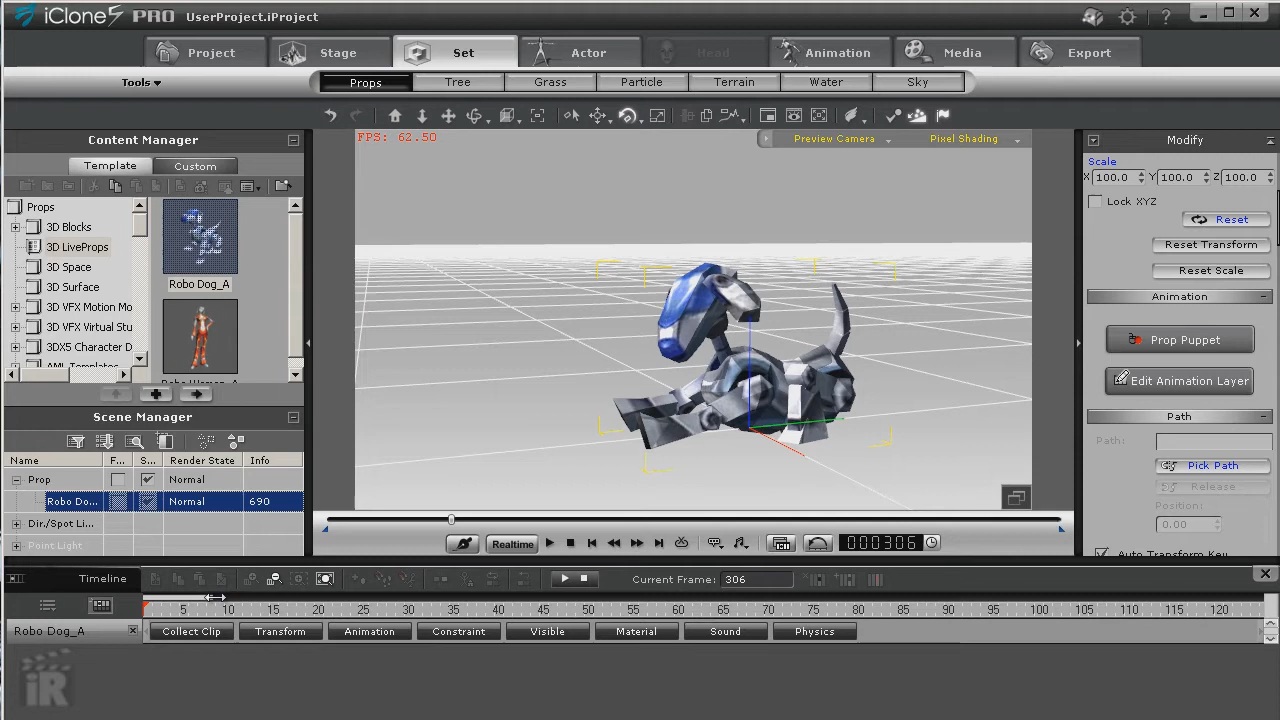 iClone5 PRO UserProject.iProject
Project Stage Set Actor Head Animation Media Export
Tools Props Tree Grass Particle Terrain Water Sky
Content Manager
Template Custom
Props
3D Blocks
3D LiveProps
3D Space
3D Surface
3D VFX Motion Mo
3D VFX Virtual Stu
3DX5 Character D
AML Templates
Robo Dog_A
Robo Woman_A
Scene Manager
Name F... S... Render State Info
Prop Normal
Robo Do... Normal 690
Dir./Spot Li...
Point Light
FPS: 62.50
Preview Camera Pixel Shading
Realtime 000306
Modify
Scale
X 100.0 Y 100.0 Z 100.0
Lock XYZ
Reset
Reset Transform
Reset Scale
Animation
Prop Puppet
Edit Animation Layer
Path
Path:
Pick Path
Release
Position:
0.00
Auto Transform Key
Timeline Current Frame: 306
5 10 15 20 25 30 35 40 45 50 55 60 65 70 75 80 85 90 95 100 105 110 115 120
Robo Dog_A Collect Clip Transform Animation Constraint Visible Material Sound Physics
iR